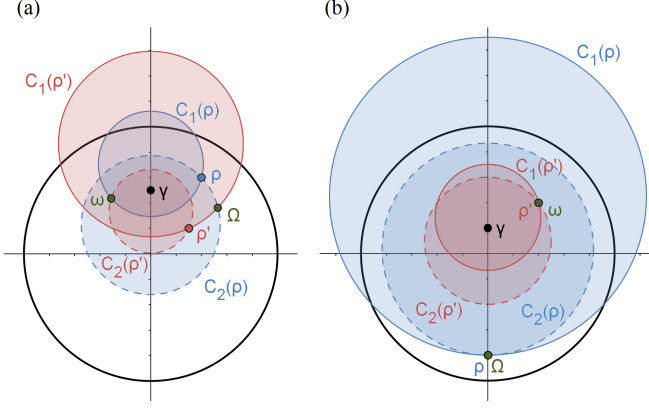 (a)
C₁(ρ')
C₁(ρ)
ρ
γ
ω
Ω
ρ'
C₂(ρ')
C₂(ρ)
(b)
C₁(ρ)
C₁(ρ')
ρ'
ω
γ
C₂(ρ')
C₂(ρ)
ρ Ω